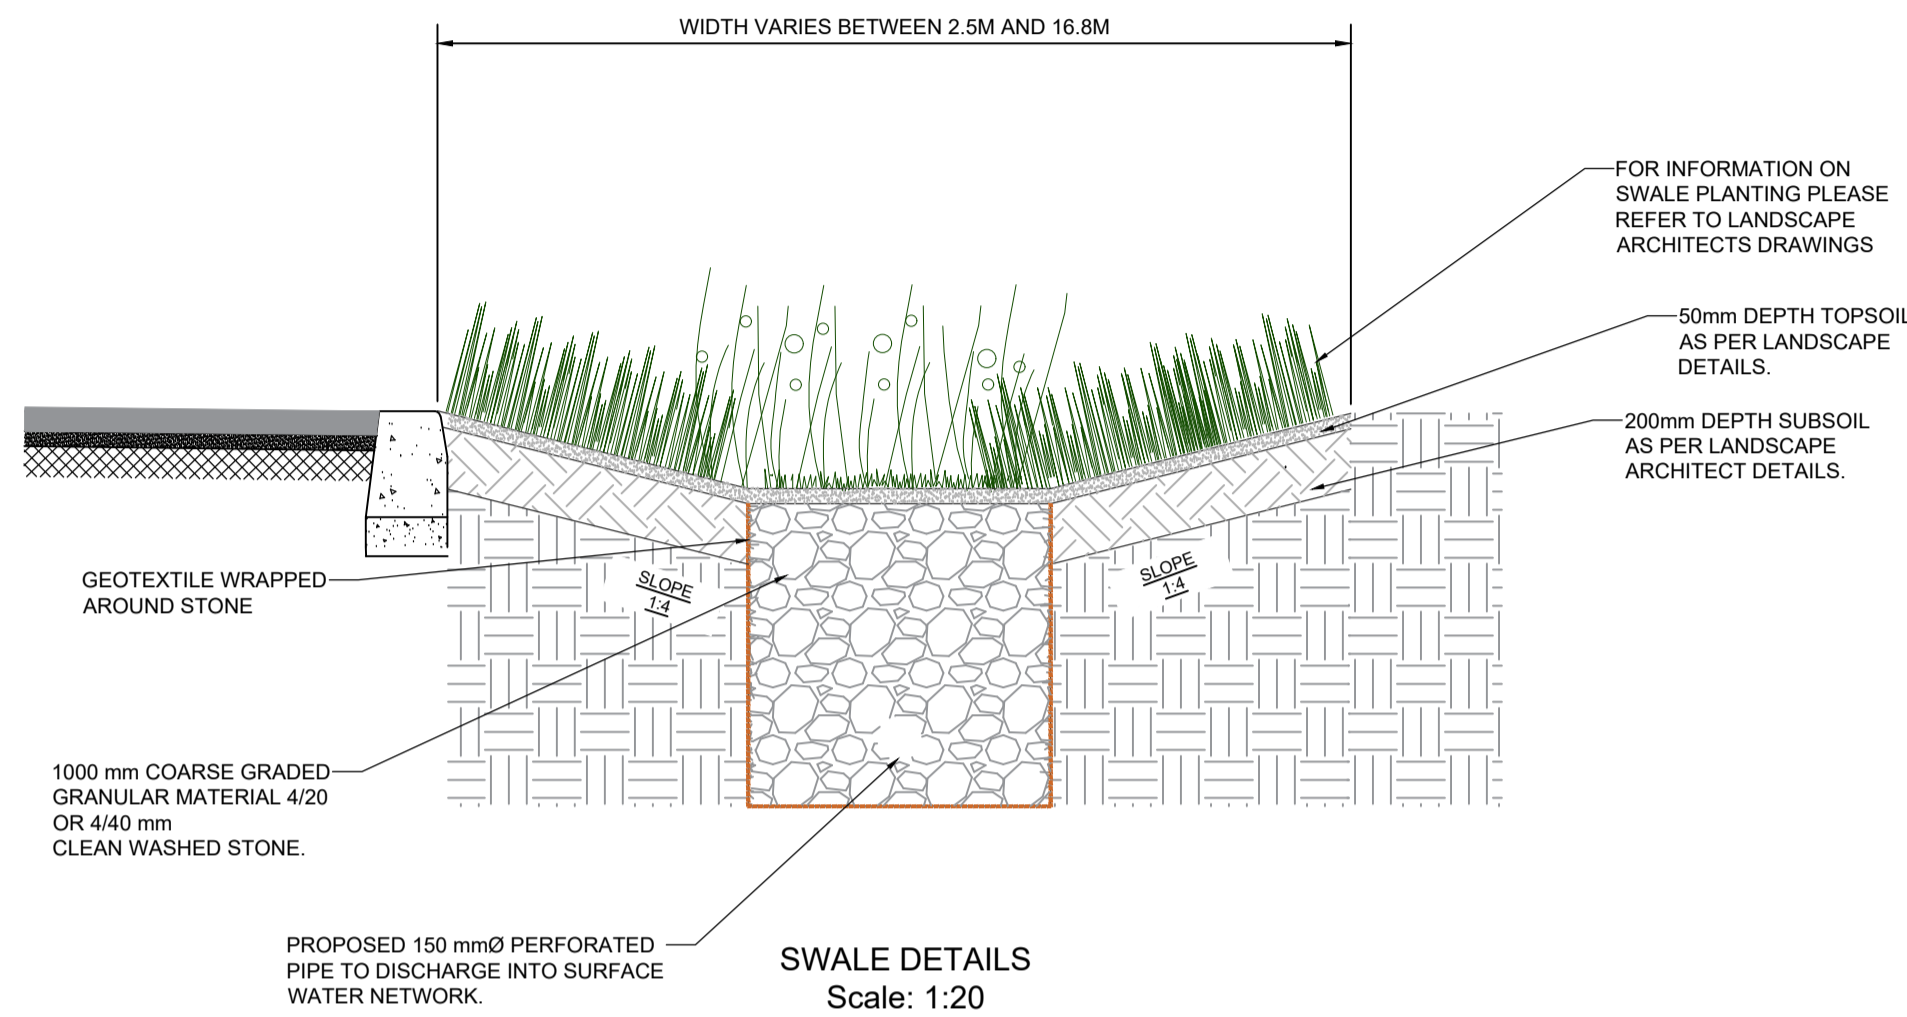 WIDTH VARIES BETWEEN 2.5M AND 16.8M
FOR INFORMATION ON
SWALE PLANTING PLEASE
REFER TO LANDSCAPE
ARCHITECTS DRAWINGS
50mm DEPTH TOPSOIL
AS PER LANDSCAPE
DETAILS.
200mm DEPTH SUBSOIL
AS PER LANDSCAPE
ARCHITECT DETAILS.
GEOTEXTILE WRAPPED
AROUND STONE
SLOPE
1:4
SLOPE
1:4
1000 mm COARSE GRADED
GRANULAR MATERIAL 4/20
OR 4/40 mm
CLEAN WASHED STONE.
PROPOSED 150 mmØ PERFORATED
PIPE TO DISCHARGE INTO SURFACE
WATER NETWORK.
SWALE DETAILS
Scale: 1:20